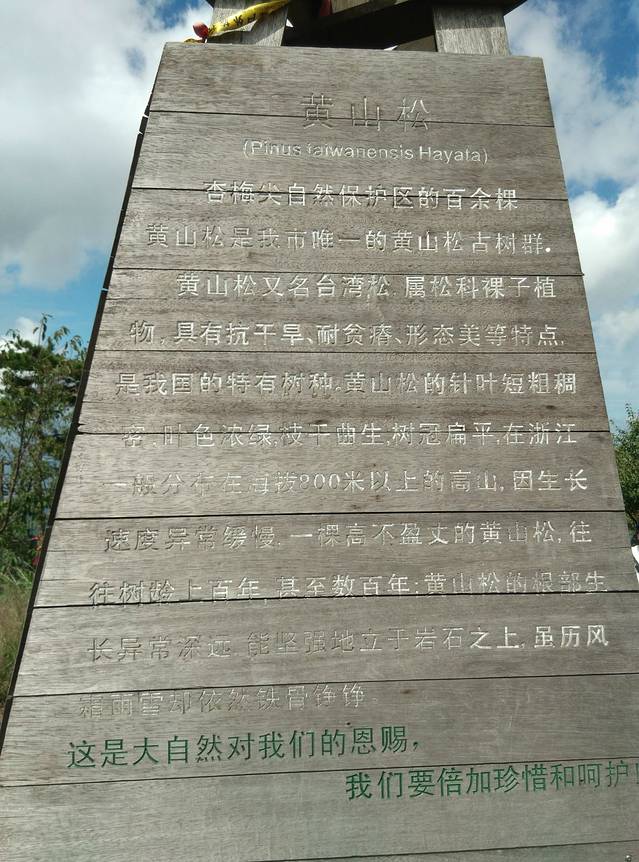 黄山松
(Pinus taiwanensis Hayata)
杏梅尖自然保护区的百余棵
黄山松是我市唯一的黄山松古树群.
黄山松又名台湾松,属松科裸子植
物,具有抗干旱、耐贫瘠、形态美等特点,
是我国的特有树种。黄山松的针叶短粗稠
密,叶色浓绿,枝干曲生,树冠扁平,在浙江
一般分布在海拨800米以上的高山,因生长
速度异常缓慢,一棵高不盈丈的黄山松,往
往树龄上百年,甚至数百年;黄山松的根部生
长异常深远,能坚强地立于岩石之上,虽历风
霜雨雪却依然铁骨铮铮。
这是大自然对我们的恩赐，
我们要倍加珍惜和呵护